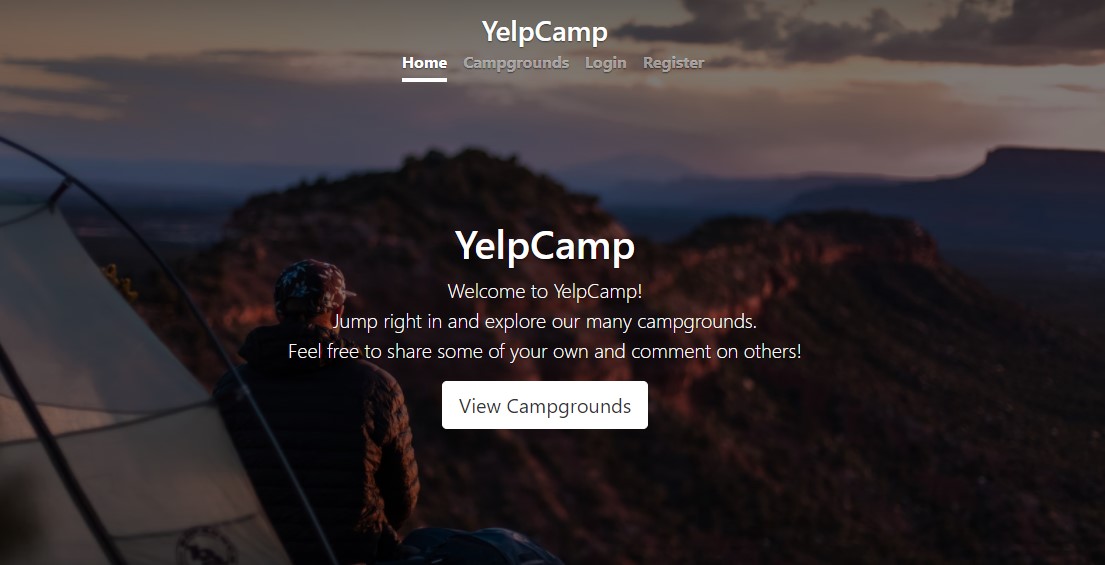 YelpCamp
Home Campgrounds Login Register
YelpCamp
Welcome to YelpCamp!
Jump right in and explore our many campgrounds.
Feel free to share some of your own and comment on others!
View Campgrounds